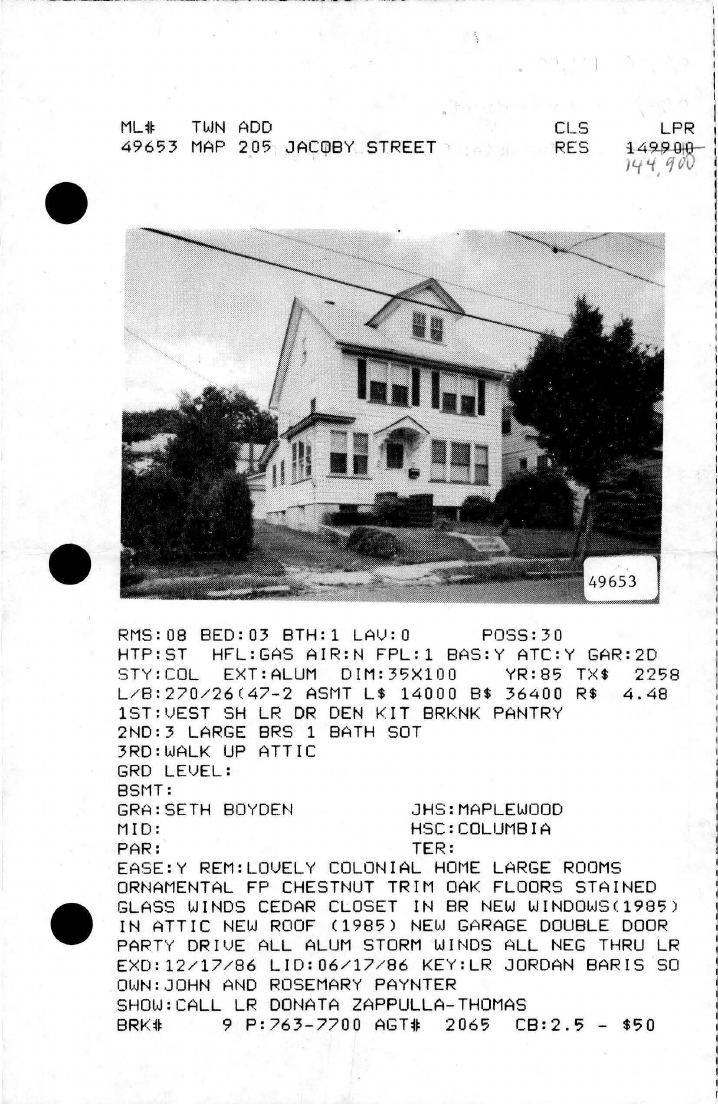 ML# TWN ADD CLS LPR
49653 MAP 205 JACOBY STREET RES 149900
144,900
49653
RMS:08 BED:03 BTH:1 LAV:0 POSS:30
HTP:ST HFL:GAS AIR:N FPL:1 BAS:Y ATC:Y GAR:2D
STY:COL EXT:ALUM DIM:35X100 YR:85 TX$ 2258
L/B:270/26(47-2 ASMT L$ 14000 B$ 36400 R$ 4.48
1ST:VEST SH LR DR DEN KIT BRKNK PANTRY
2ND:3 LARGE BRS 1 BATH SOT
3RD:WALK UP ATTIC
GRD LEVEL:
BSMT:
GRA:SETH BOYDEN JHS:MAPLEWOOD
MID: HSC:COLUMBIA
PAR: TER:
EASE:Y REM:LOVELY COLONIAL HOME LARGE ROOMS
ORNAMENTAL FP CHESTNUT TRIM OAK FLOORS STAINED
GLASS WINDS CEDAR CLOSET IN BR NEW WINDOWS(1985)
IN ATTIC NEW ROOF (1985) NEW GARAGE DOUBLE DOOR
PARTY DRIVE ALL ALUM STORM WINDS ALL NEG THRU LR
EXD:12/17/86 LID:06/17/86 KEY:LR JORDAN BARIS SO
OWN:JOHN AND ROSEMARY PAYNTER
SHOW:CALL LR DONATA ZAPPULLA-THOMAS
BRK# 9 P:763-7700 AGT# 2065 CB:2.5 - $50